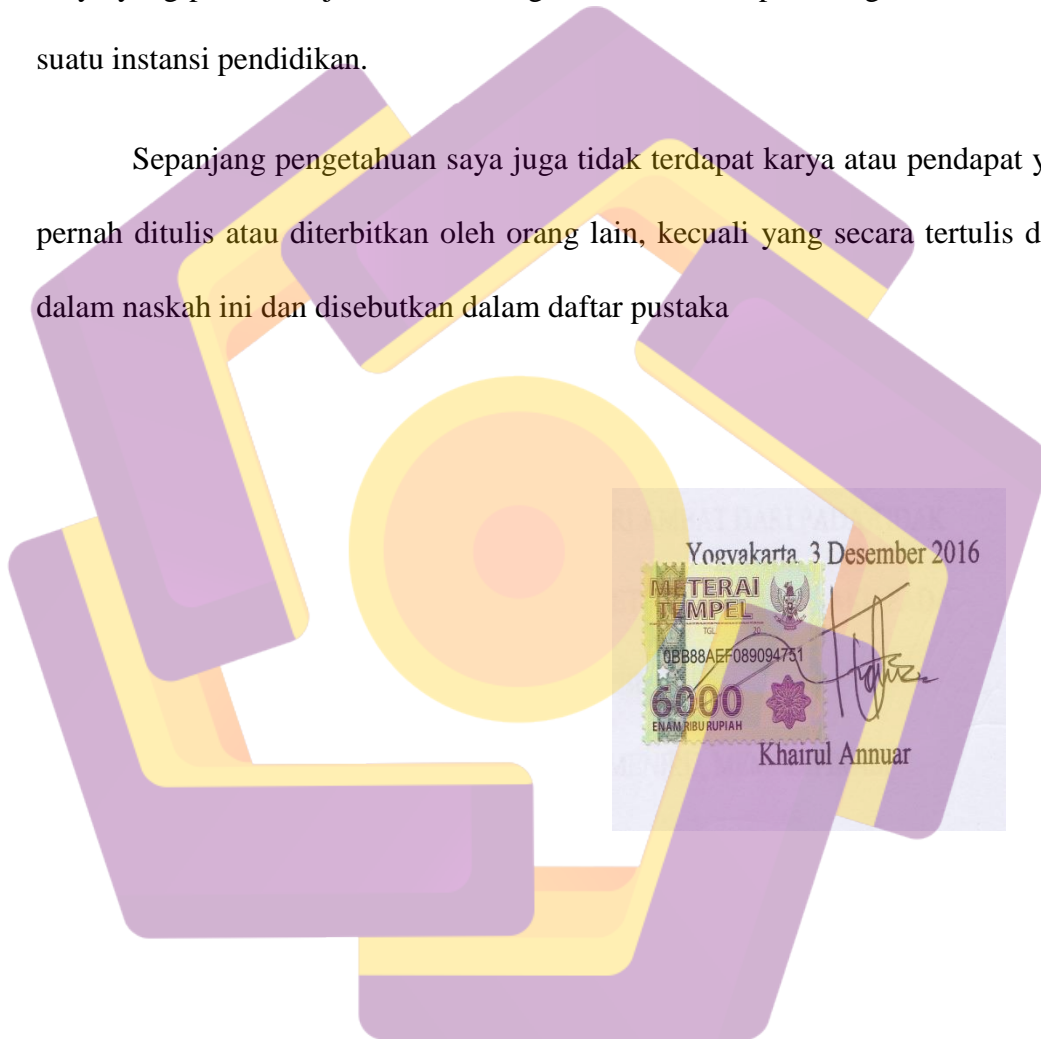 suatu instansi pendidikan.
Sepanjang pengetahuan saya juga tidak terdapat karya atau pendapat
pernah ditulis atau diterbitkan oleh orang lain, kecuali yang secara tertulis
dalam naskah ini dan disebutkan dalam daftar pustaka
Yogyakarta, 3 Desember 2016
METERAI
TEMPEL
TGL. 20
0BB88AEF089094751
6000
ENAM RIBU RUPIAH
Khairul Annuar